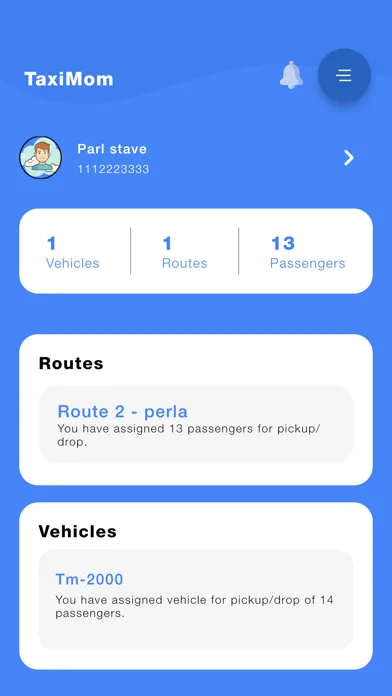 TaxiMom
Parl stave
1112223333
1 1 13
Vehicles Routes Passengers
Routes
Route 2 - perla
You have assigned 13 passengers for pickup/
drop.
Vehicles
Tm-2000
You have assigned vehicle for pickup/drop of 14
passengers.